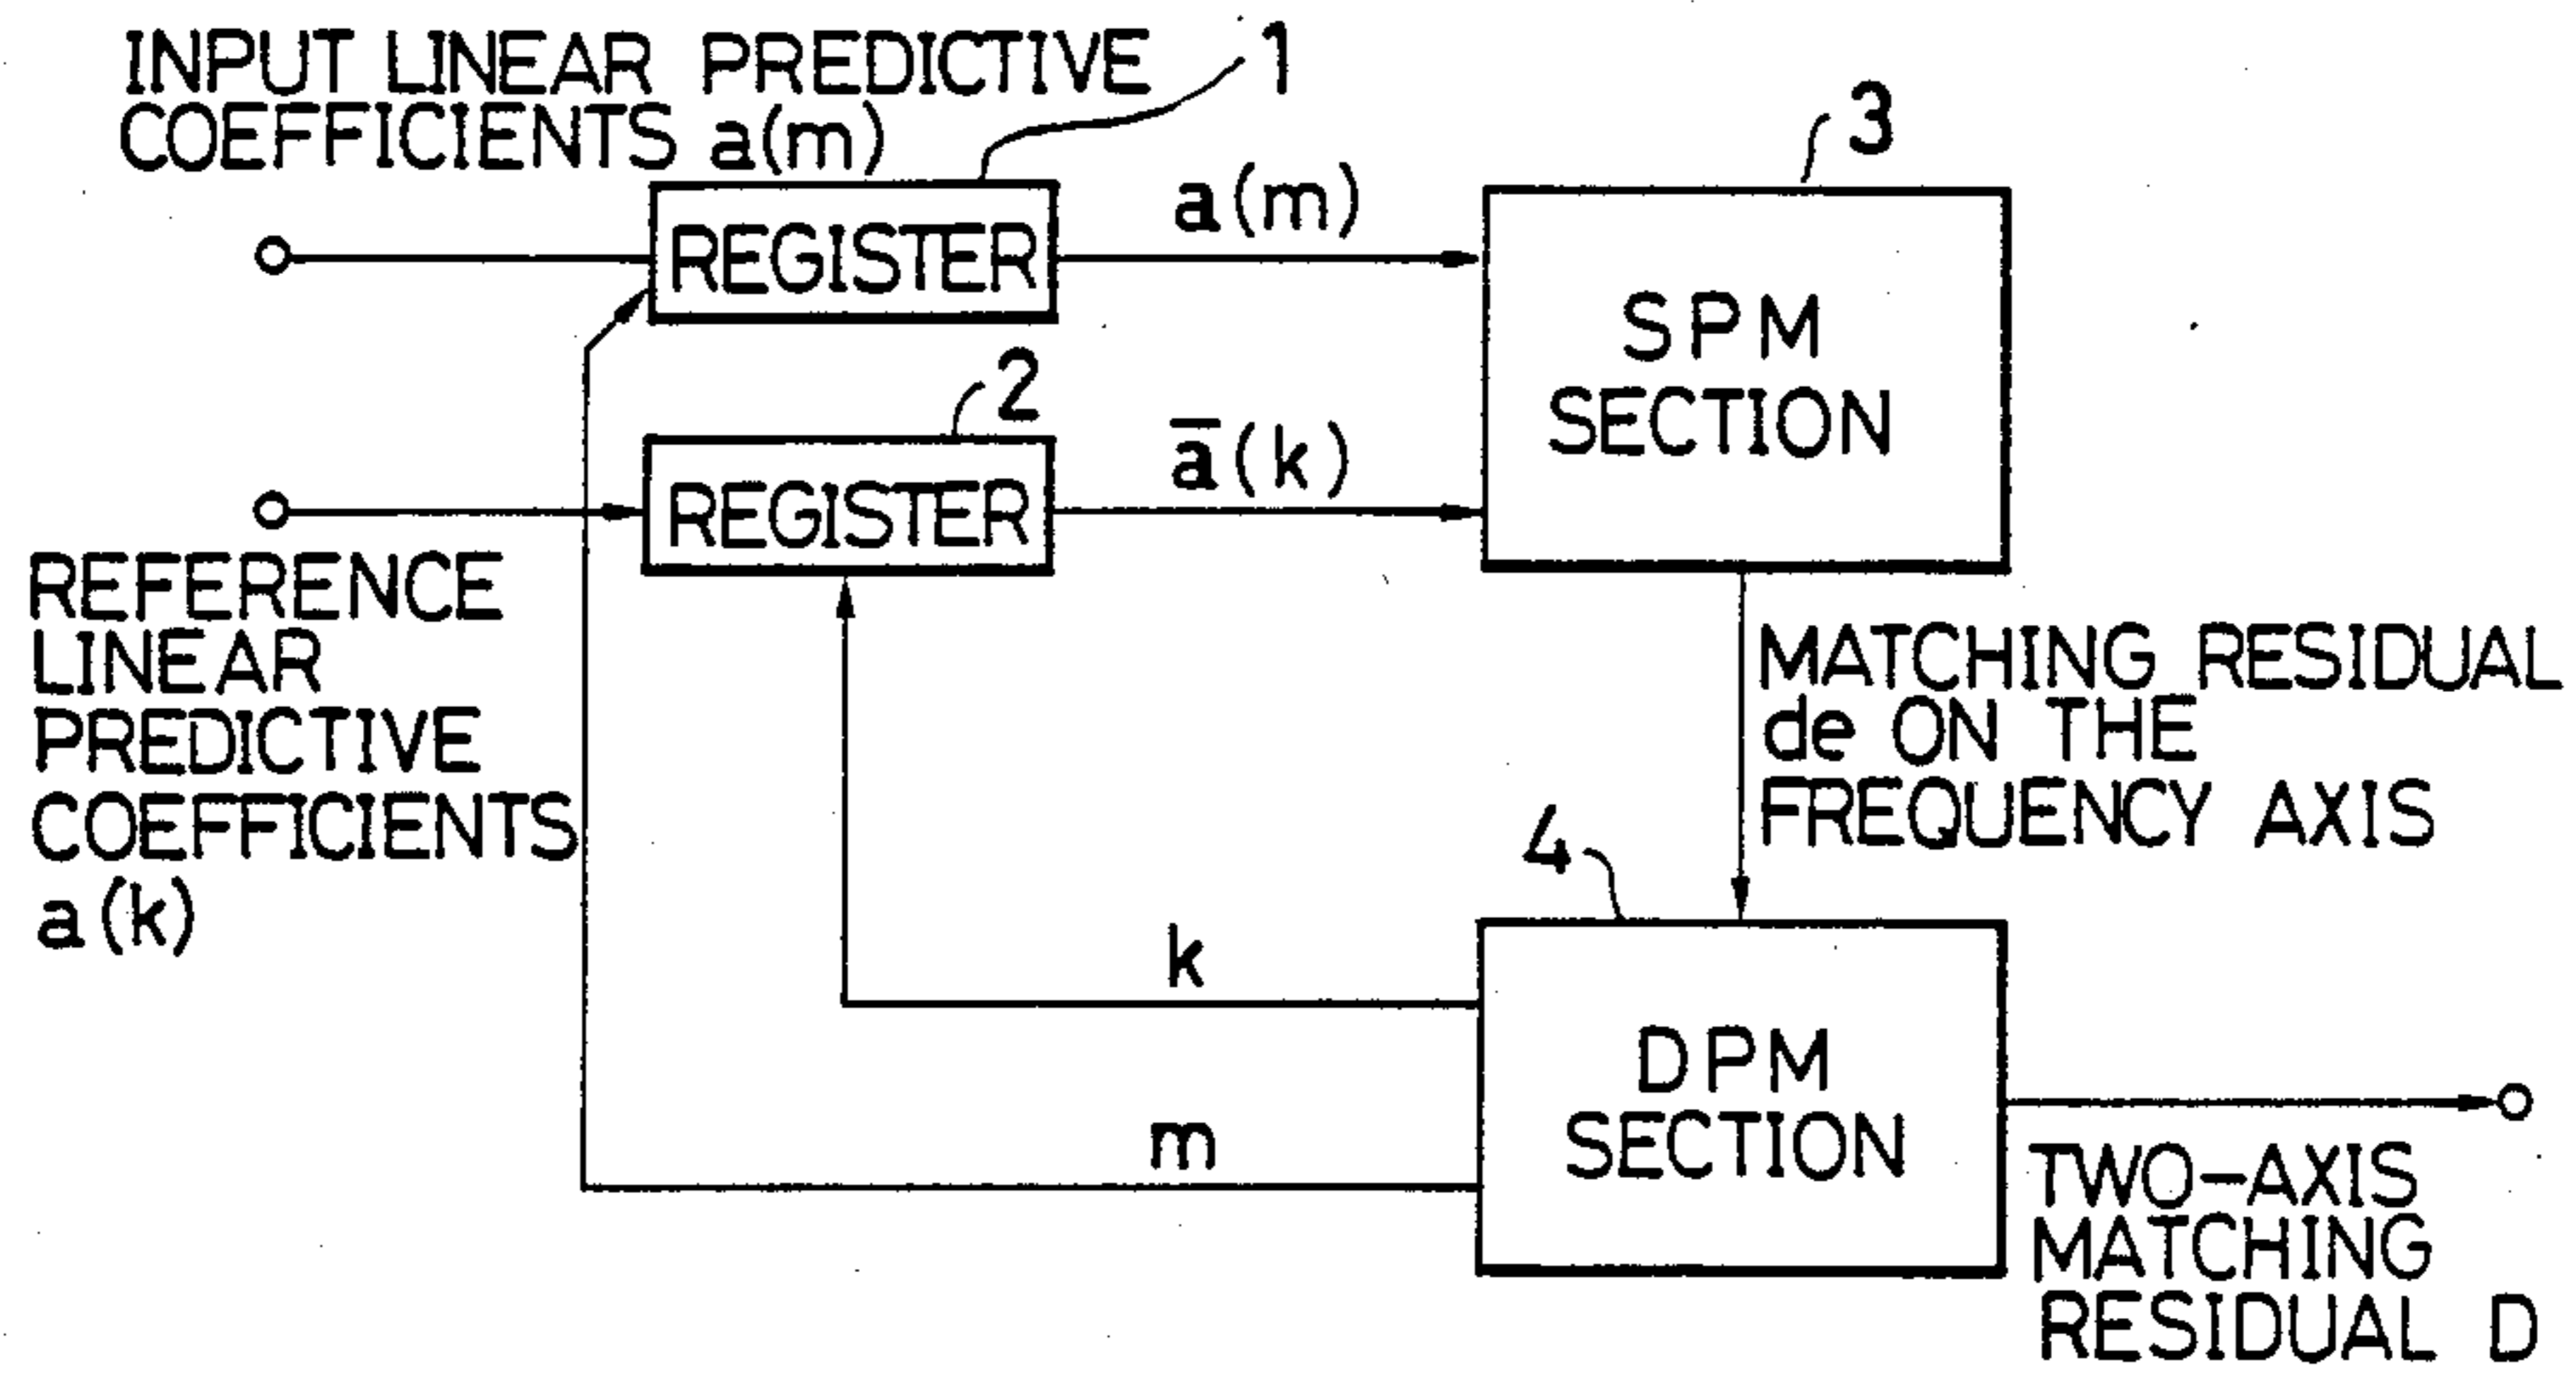 INPUT LINEAR PREDICTIVE
COEFFICIENTS a(m)
1
REGISTER
a(m)
3
SPM
SECTION
2
REGISTER
a̅(k)
REFERENCE
LINEAR
PREDICTIVE
COEFFICIENTS
a(k)
MATCHING RESIDUAL
de ON THE
FREQUENCY AXIS
4
k
m
DPM
SECTION
TWO-AXIS
MATCHING
RESIDUAL D